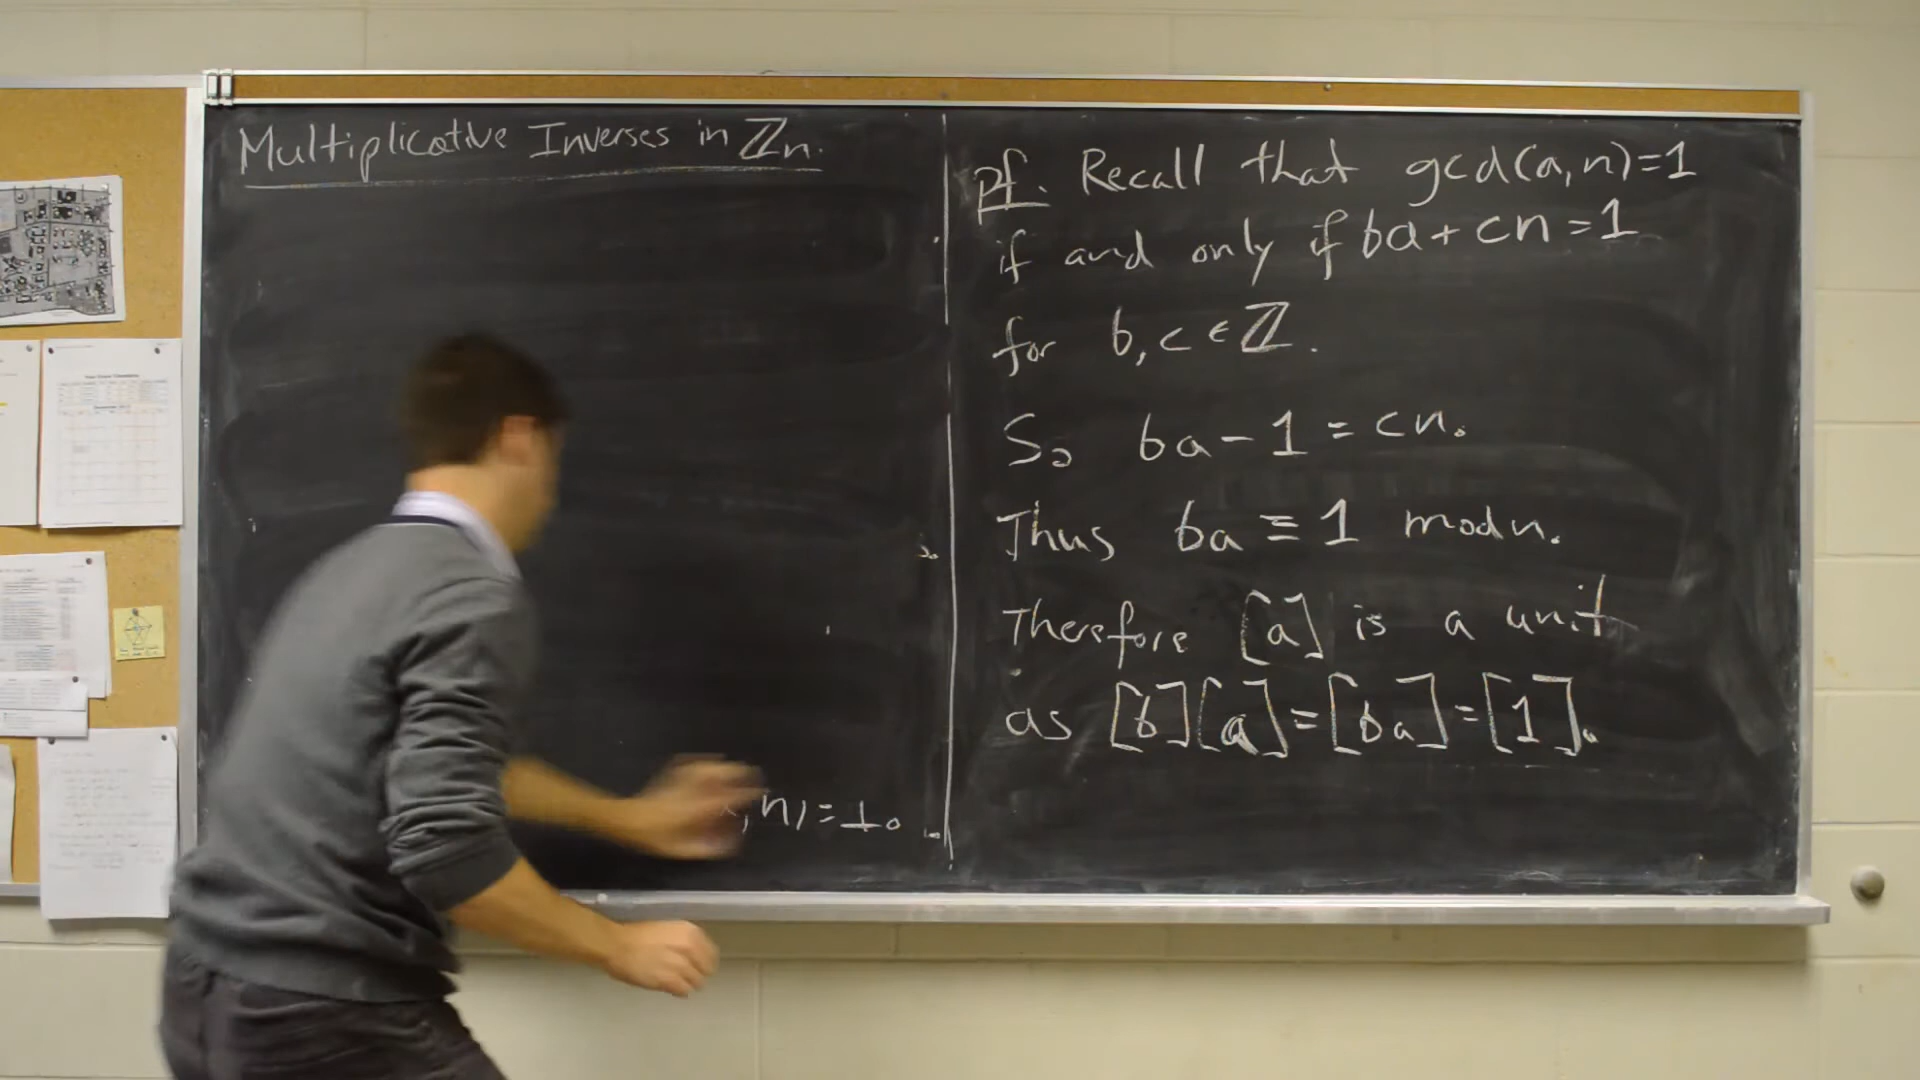 Multiplicative Inverses in ℤn.
, n) = 1.
pf. Recall that gcd(a,n)=1
if and only if ba + cn = 1
for b, c ∈ ℤ.
So ba - 1 = cn.
Thus ba ≡ 1 mod n.
Therefore [a] is a unit
as [b][a]=[ba]=[1].